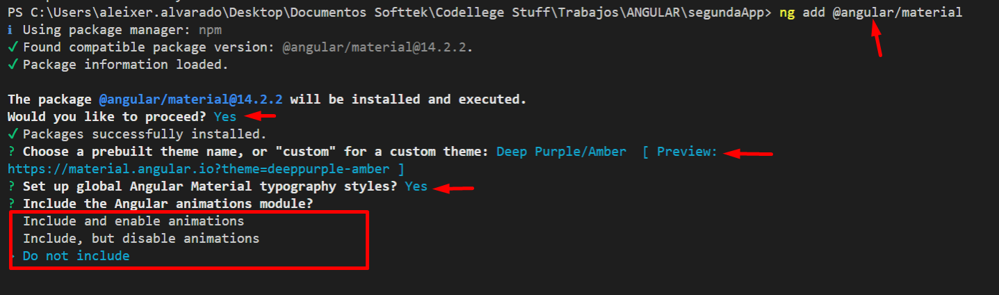 PS C:\Users\aleixer.alvarado\Desktop\Documentos Softtek\Codellege Stuff\Trabajos\ANGULAR\segundaApp> ng add @angular/material
i Using package manager: npm
✓ Found compatible package version: @angular/material@14.2.2.
✓ Package information loaded.
The package @angular/material@14.2.2 will be installed and executed.
Would you like to proceed? Yes
✓ Packages successfully installed.
? Choose a prebuilt theme name, or "custom" for a custom theme: Deep Purple/Amber [ Preview:
https://material.angular.io?theme=deeppurple-amber ]
? Set up global Angular Material typography styles? Yes
? Include the Angular animations module?
Include and enable animations
Include, but disable animations
Do not include